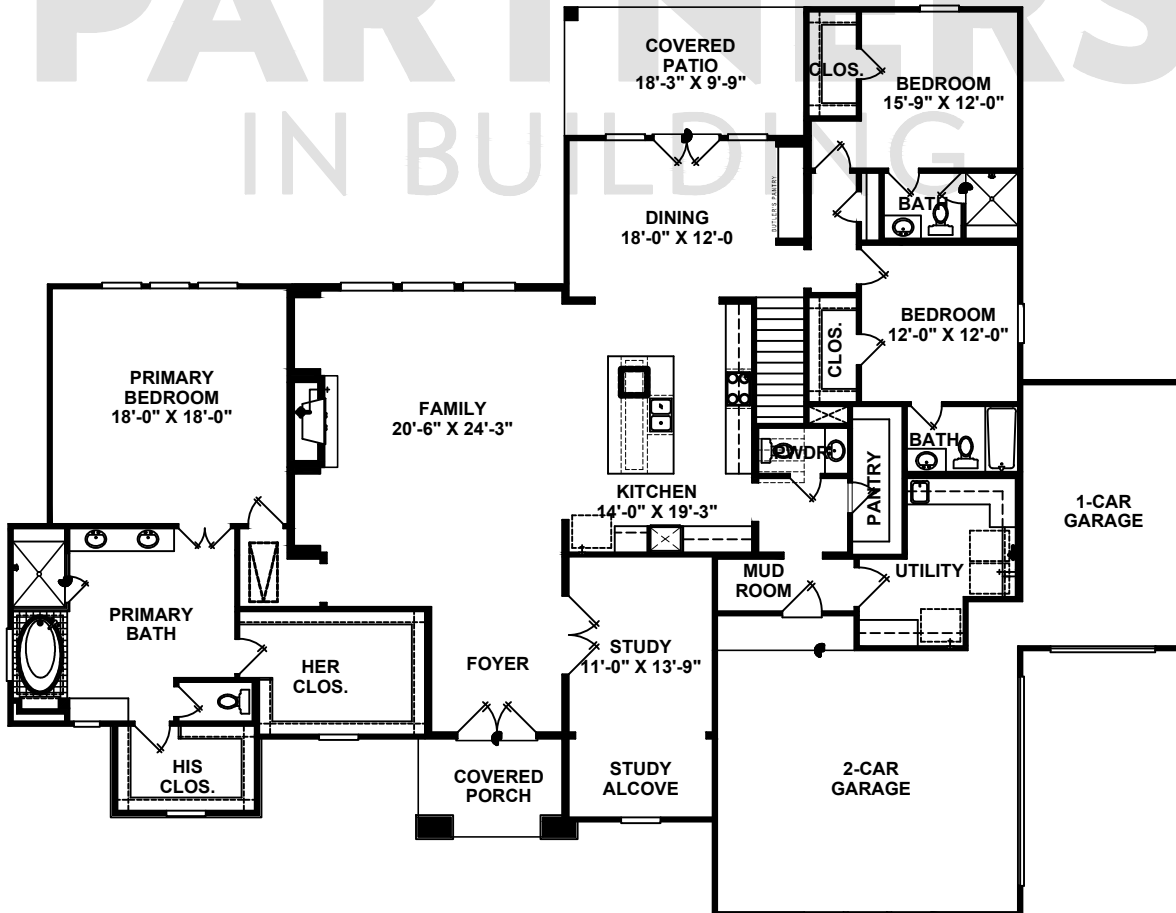 PARTNERS
IN BUILDING
COVERED
PATIO
18'-3" X 9'-9"
CLOS.
BEDROOM
15'-9" X 12'-0"
BATH
BUTLER'S PANTRY
DINING
18'-0" X 12'-0
BEDROOM
12'-0" X 12'-0"
CLOS.
PRIMARY
BEDROOM
18'-0" X 18'-0"
FAMILY
20'-6" X 24'-3"
BATH
PWDR.
PANTRY
KITCHEN
14'-0" X 19'-3"
1-CAR
GARAGE
MUD
ROOM
UTILITY
PRIMARY
BATH
HER
CLOS.
FOYER
STUDY
11'-0" X 13'-9"
HIS
CLOS.
COVERED
PORCH
STUDY
ALCOVE
2-CAR
GARAGE